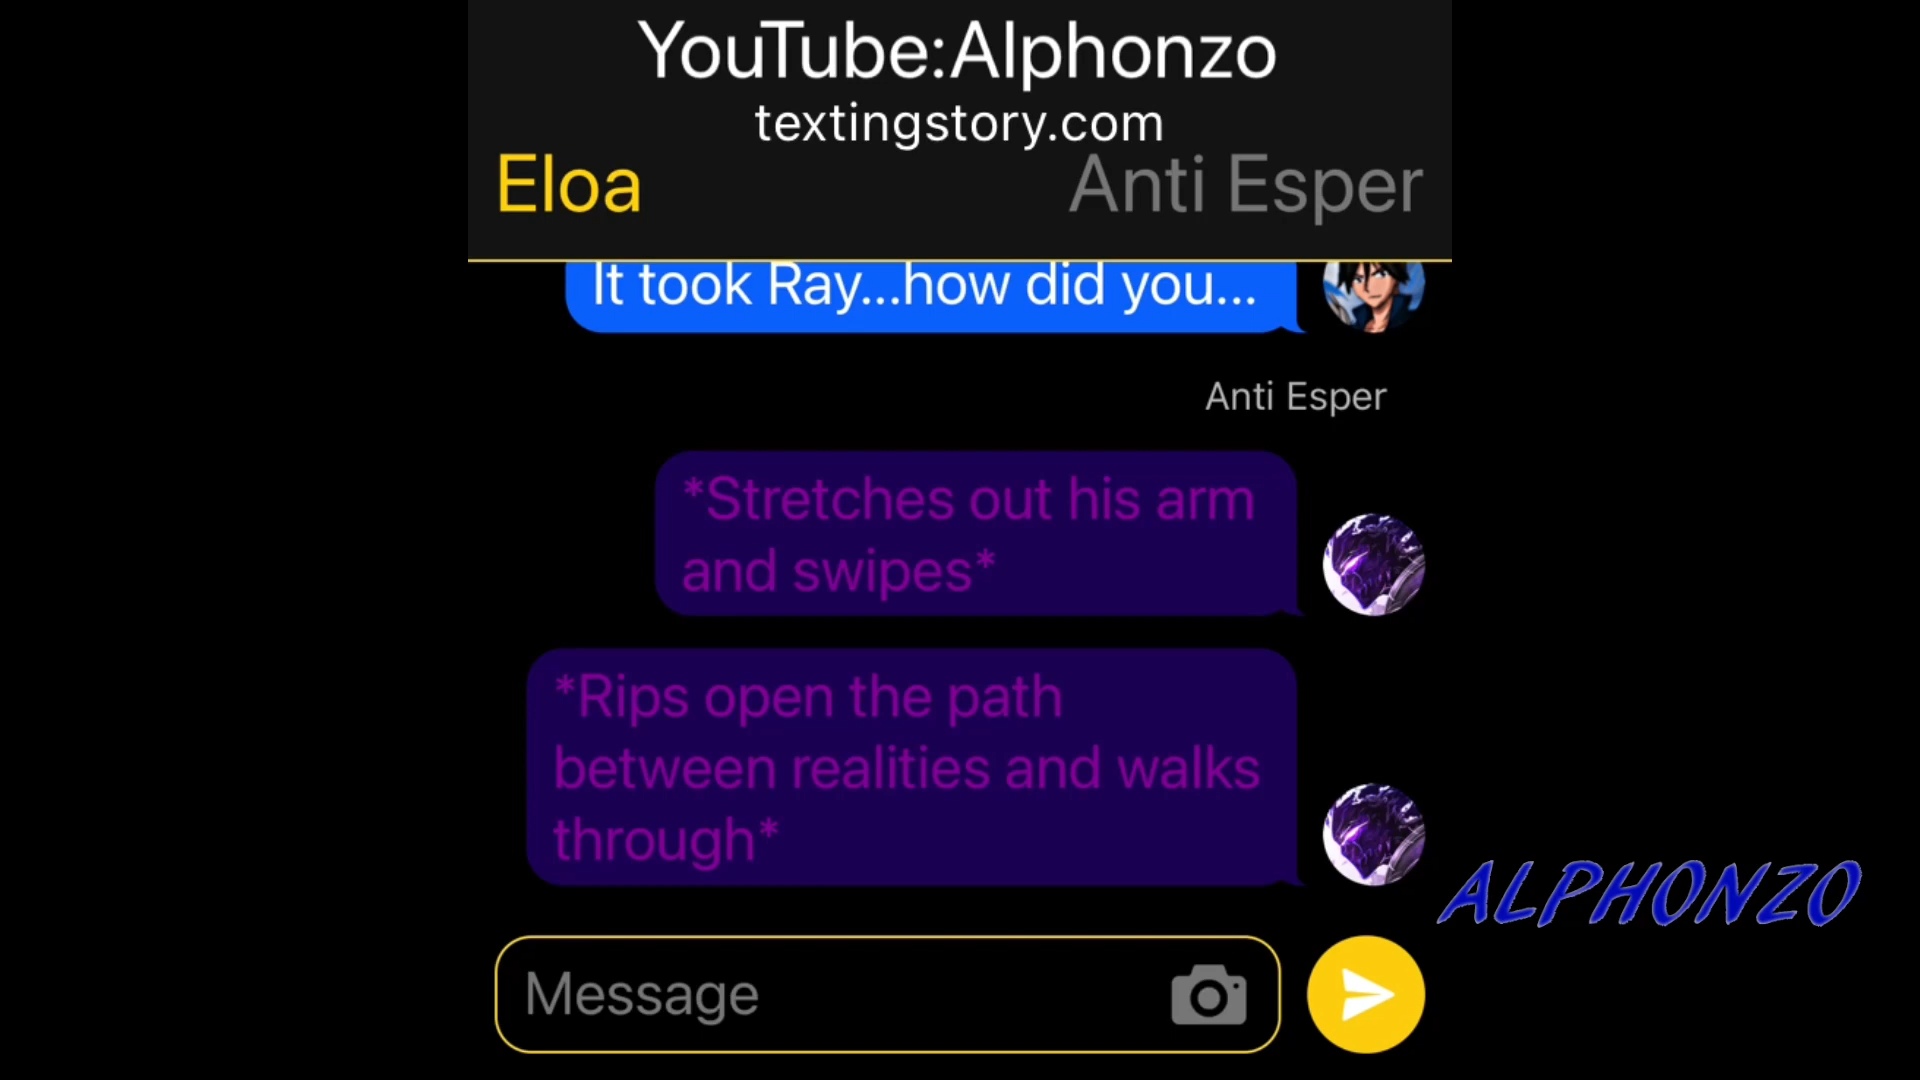 YouTube:Alphonzo
textingstory.com
Eloa
Anti Esper
It took Ray...how did you...
Anti Esper
*Stretches out his arm
and swipes*
*Rips open the path
between realities and walks
through*
ALPHONZO
Message